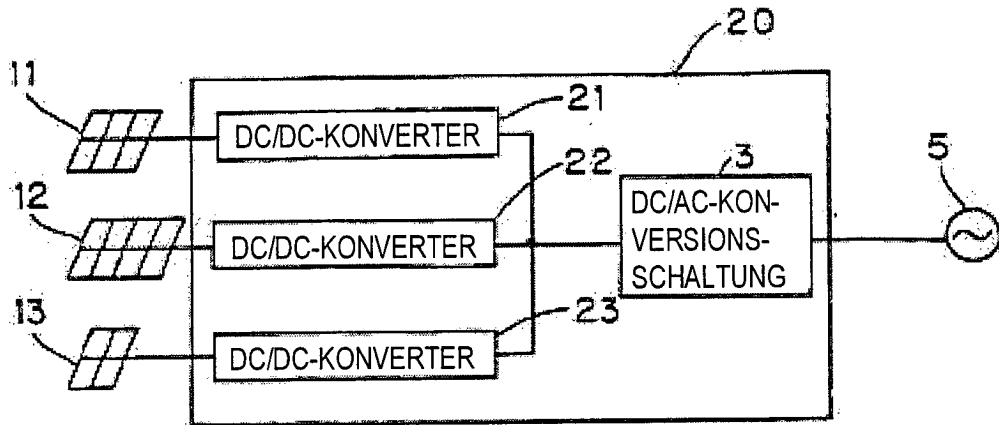 20
11
21
DC/DC-KONVERTER
12
22
DC/DC-KONVERTER
3
DC/AC-KON-
VERSIONS-
SCHALTUNG
5
13
23
DC/DC-KONVERTER